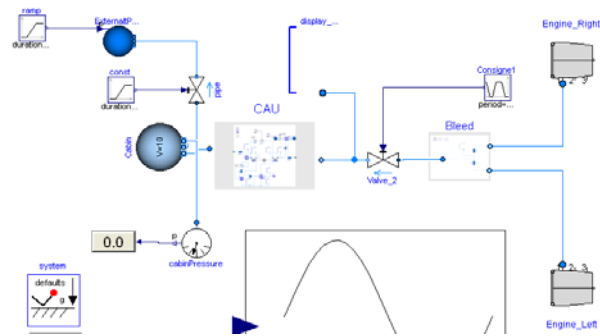 ramp
ExternaltP...
duration...
display_...
Engine_Right
const
duration...
pipe
Consigne1
period=...
CAU
Bleed
Cabin
V=10
Valve_2
0.0
p
cabinPressure
system
defaults
g
Engine_Left